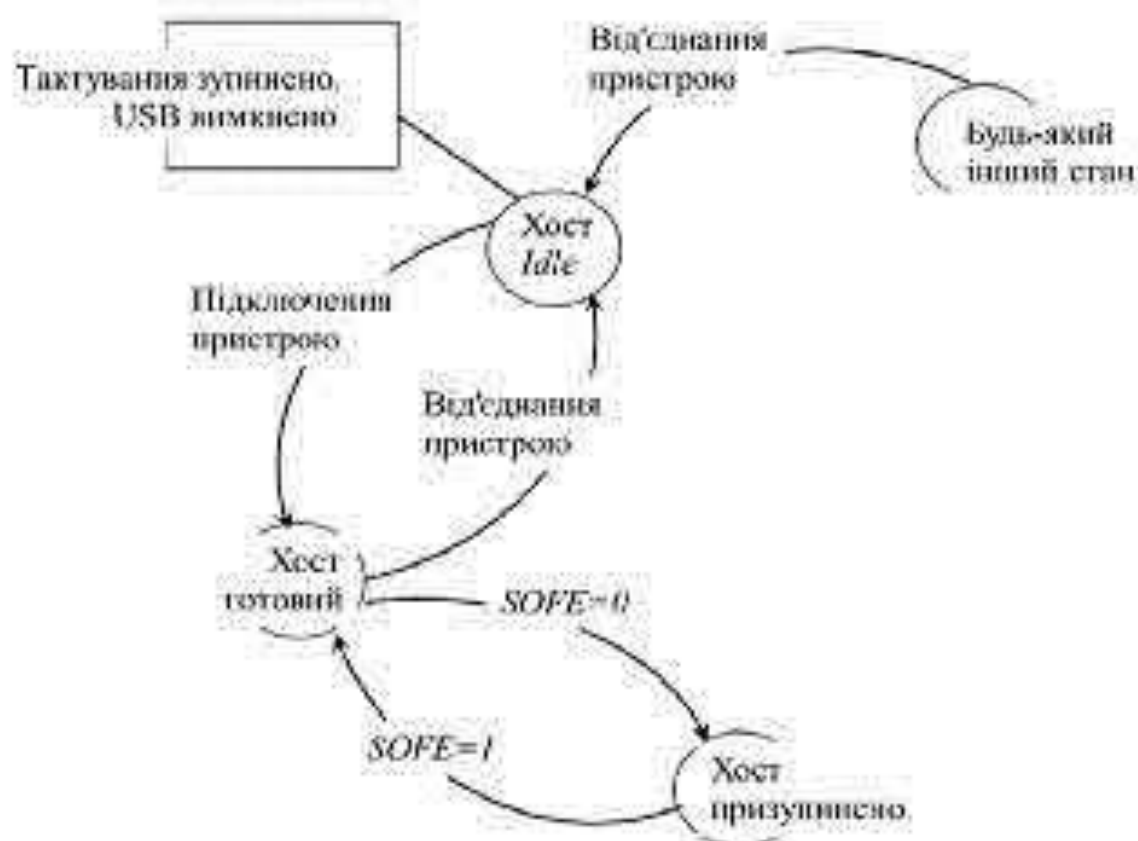 Тактування зупинено,
USB вимкнено
Від'єднання
пристрою
Будь-який
інший стан
Хост
Idle
Підключення
пристрою
Від'єднання
пристрою
Хост
готовий
SOFE=0
SOFE=1
Хост
призупинено